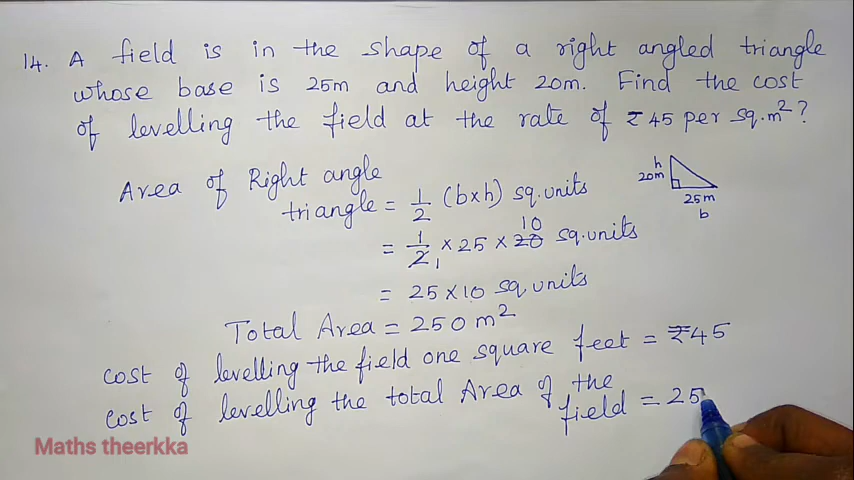 14. A field is in the shape of a right angled triangle
whose base is 25m and height 20m. Find the cost
of levelling the field at the rate of ₹45 per sq.m²?
Area of Right angle
triangle = 1/2 (b×h) sq.units
h
20m
25m
b
= 1/2 × 25 × 20 sq.units
10
1
= 25×10 sq units
Total Area = 250m²
cost of levelling the field one square feet = ₹45
cost of levelling the total Area of the
field = 25
Maths theerkka